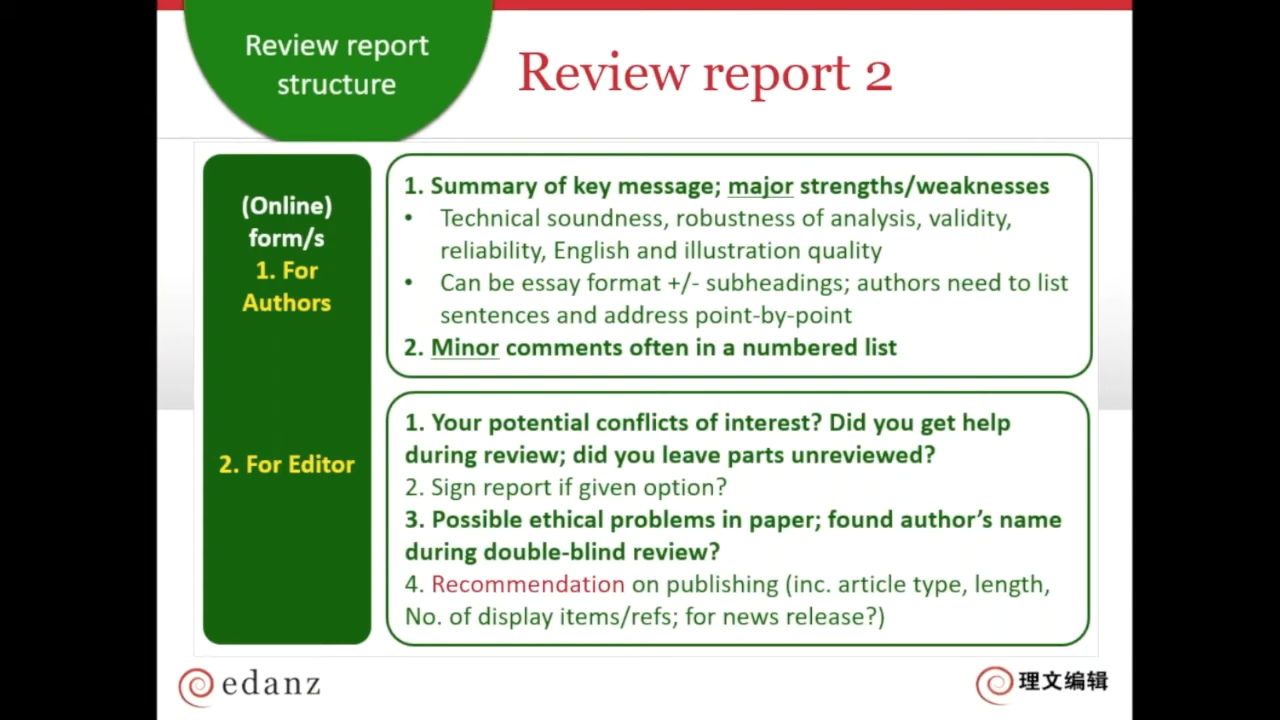 Review report
structure
Review report 2
(Online)
form/s
1. For
Authors
1. Summary of key message; major strengths/weaknesses
• Technical soundness, robustness of analysis, validity,
reliability, English and illustration quality
• Can be essay format +/- subheadings; authors need to list
sentences and address point-by-point
2. Minor comments often in a numbered list
2. For Editor
1. Your potential conflicts of interest? Did you get help
during review; did you leave parts unreviewed?
2. Sign report if given option?
3. Possible ethical problems in paper; found author’s name
during double-blind review?
4. Recommendation on publishing (inc. article type, length,
No. of display items/refs; for news release?)
edanz
理文编辑